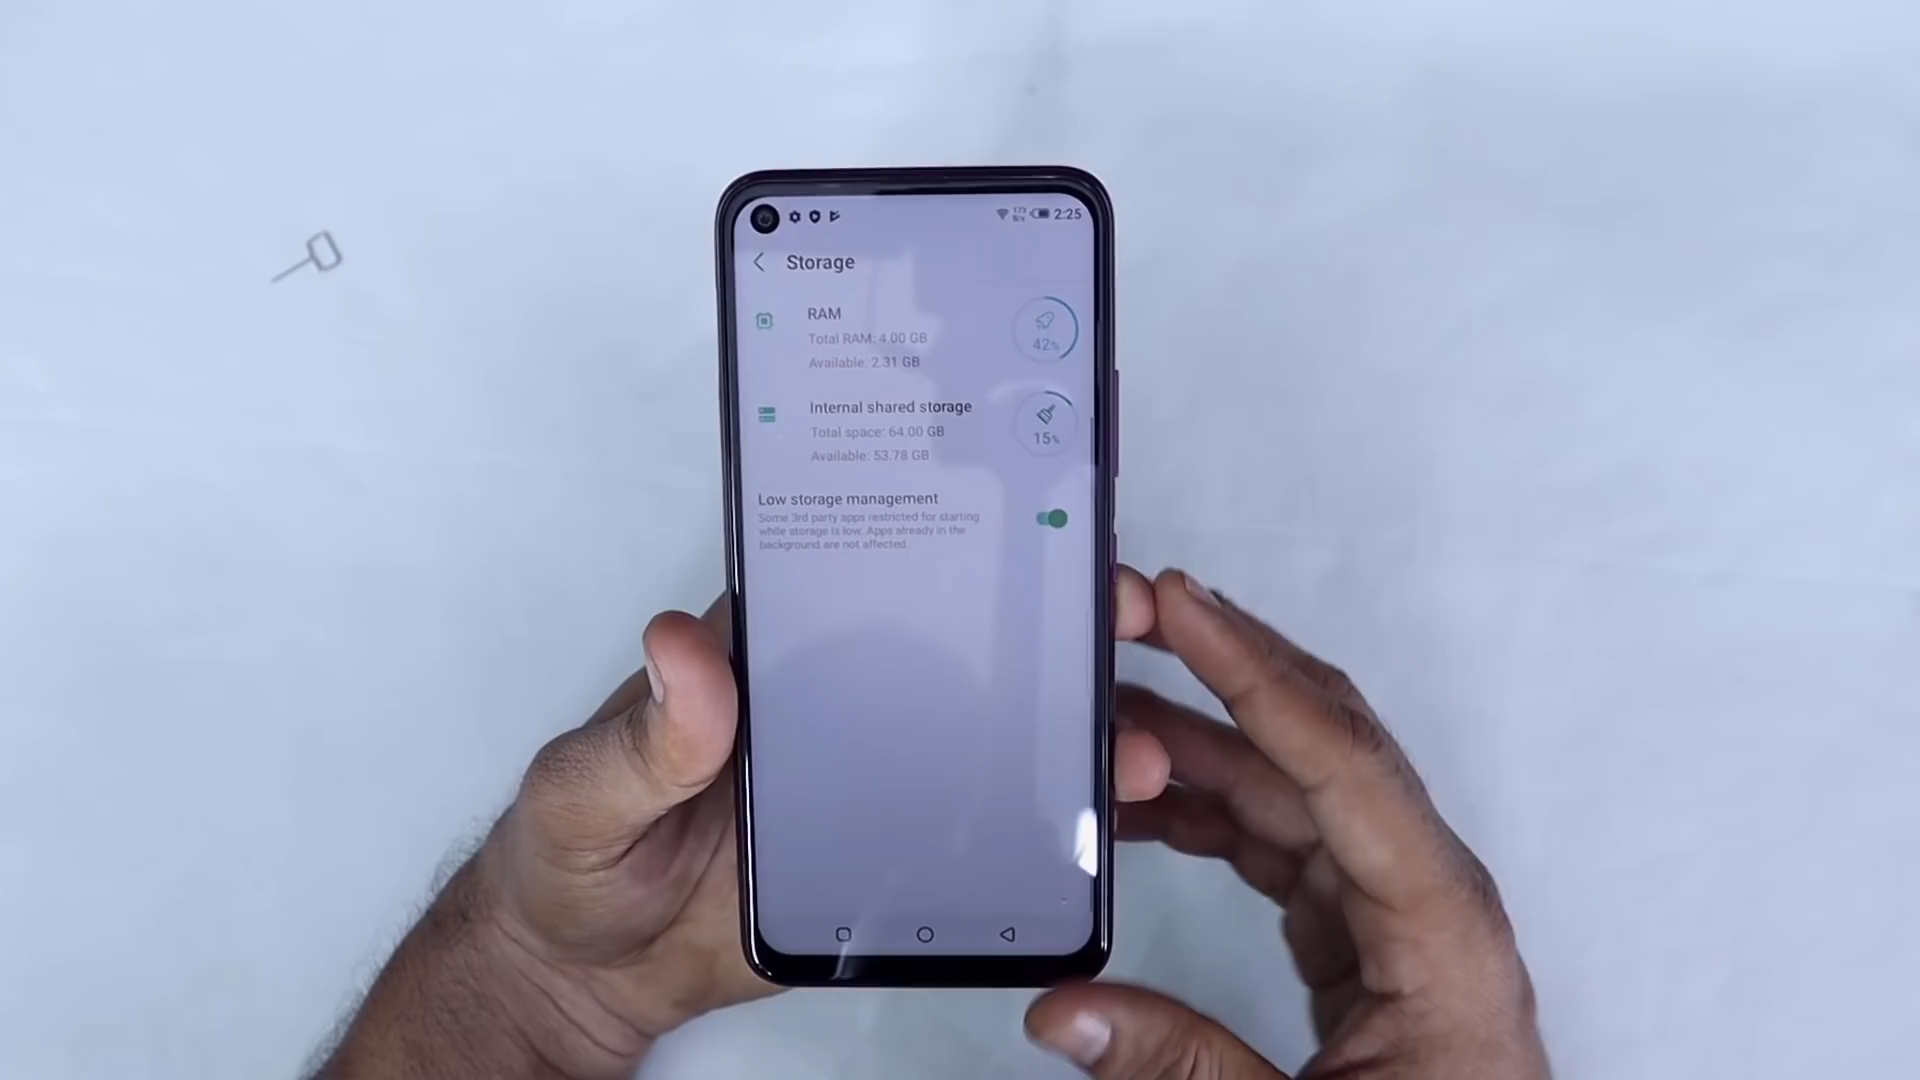 173 B/s 2:25
Storage
RAM
Total RAM: 4.00 GB
Available: 2.31 GB
42%
Internal shared storage
Total space: 64.00 GB
Available: 53.78 GB
15%
Low storage management
Some 3rd party apps restricted for starting
while storage is low. Apps already in the
background are not affected.